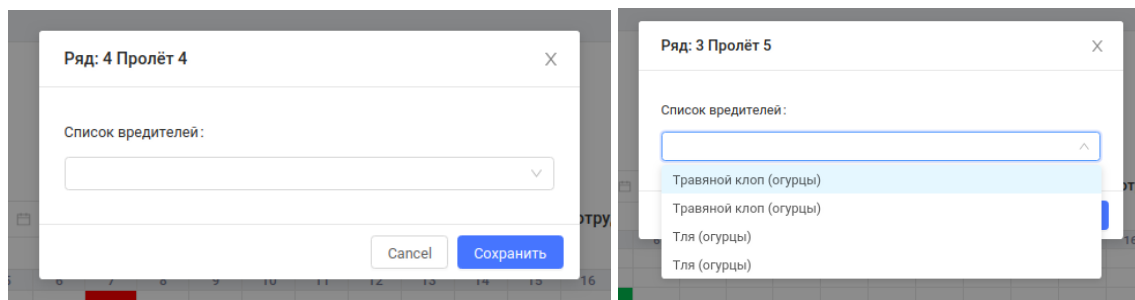 Ряд: 4 Пролёт 4
Список вредителей:
Cancel
Сохранить
5 6 7 8 9 10 11 12 13 14 15 16
Ряд: 3 Пролёт 5
Список вредителей:
Травяной клоп (огурцы)
Травяной клоп (огурцы)
Тля (огурцы)
Тля (огурцы)